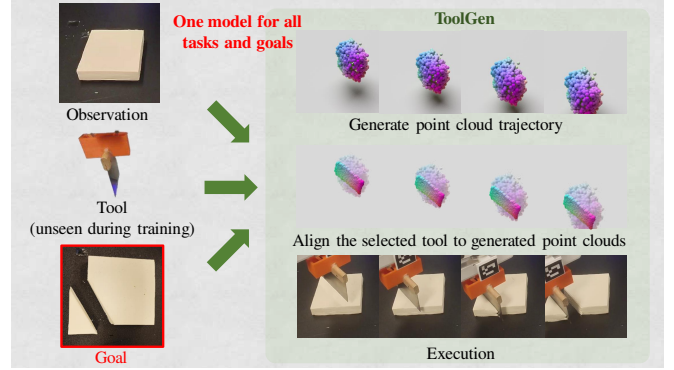 One model for all
tasks and goals
ToolGen
Observation
Generate point cloud trajectory
Tool
(unseen during training)
Align the selected tool to generated point clouds
Goal
Execution